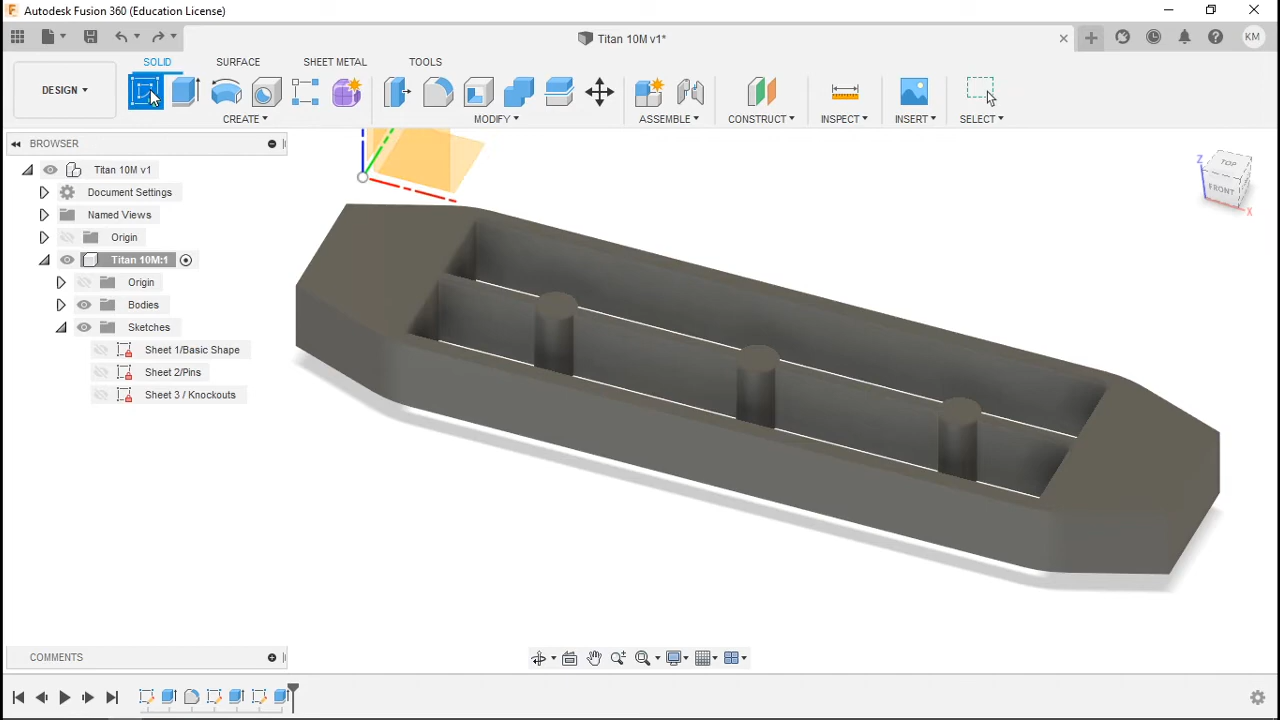 Autodesk Fusion 360 (Education License)
Titan 10M v1*
KM
DESIGN
SOLID
SURFACE
SHEET METAL
TOOLS
CREATE
MODIFY
ASSEMBLE
CONSTRUCT
INSPECT
INSERT
SELECT
BROWSER
Titan 10M v1
Document Settings
Named Views
Origin
Titan 10M:1
Origin
Bodies
Sketches
Sheet 1/Basic Shape
Sheet 2/Pins
Sheet 3 / Knockouts
Z
TOP
FRONT
X
COMMENTS